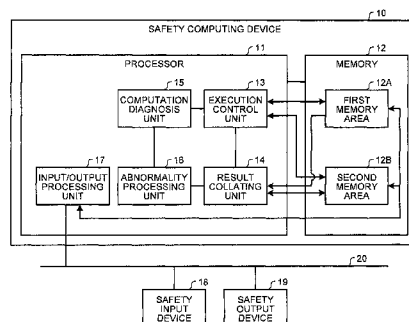 10
SAFETY COMPUTING DEVICE
11
PROCESSOR
12
MEMORY
15
COMPUTATION DIAGNOSIS UNIT
13
EXECUTION CONTROL UNIT
12A
FIRST MEMORY AREA
17
INPUT/OUTPUT PROCESSING UNIT
16
ABNORMALITY PROCESSING UNIT
14
RESULT COLLATING UNIT
12B
SECOND MEMORY AREA
20
18
SAFETY INPUT DEVICE
19
SAFETY OUTPUT DEVICE